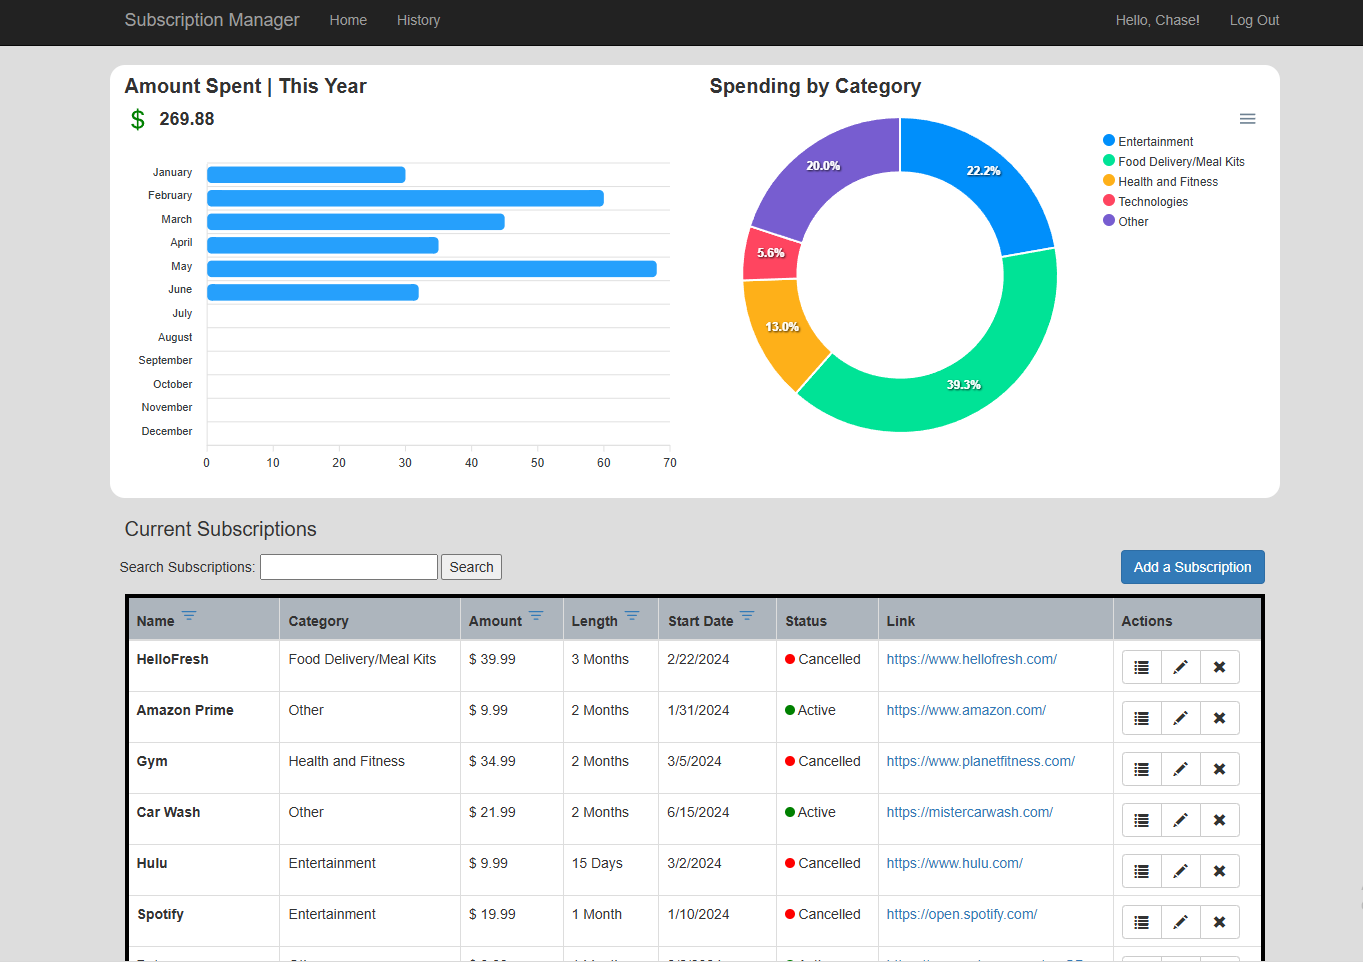 Subscription Manager Home History Hello, Chase! Log Out
Amount Spent | This Year
$ 269.88
January
February
March
April
May
June
July
August
September
October
November
December
0 10 20 30 40 50 60 70
Spending by Category
22.2%
39.3%
13.0%
5.6%
20.0%
Entertainment
Food Delivery/Meal Kits
Health and Fitness
Technologies
Other
Current Subscriptions
Search Subscriptions: Search Add a Subscription
Name Category Amount Length Start Date Status Link Actions
HelloFresh Food Delivery/Meal Kits $ 39.99 3 Months 2/22/2024 Cancelled https://www.hellofresh.com/
Amazon Prime Other $ 9.99 2 Months 1/31/2024 Active https://www.amazon.com/
Gym Health and Fitness $ 34.99 2 Months 3/5/2024 Cancelled https://www.planetfitness.com/
Car Wash Other $ 21.99 2 Months 6/15/2024 Active https://mistercarwash.com/
Hulu Entertainment $ 9.99 15 Days 3/2/2024 Cancelled https://www.hulu.com/
Spotify Entertainment $ 19.99 1 Month 1/10/2024 Cancelled https://open.spotify.com/